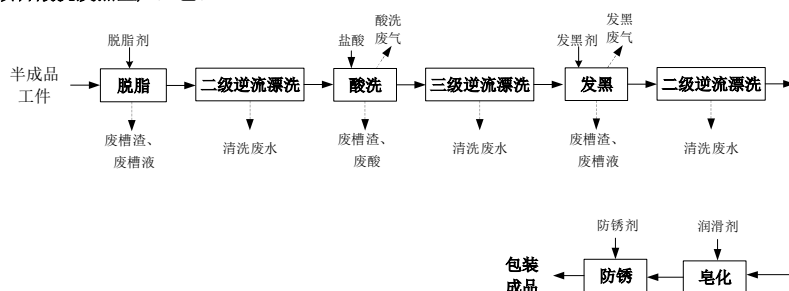 脱脂剂
盐酸
酸洗
废气
发黑剂
发黑
废气
半成品
工件
脱脂
二级逆流漂洗
酸洗
三级逆流漂洗
发黑
二级逆流漂洗
废槽渣、
废槽液
清洗废水
废槽渣、
废酸
清洗废水
废槽渣、
废槽液
清洗废水
防锈剂
润滑剂
包装
成品
防锈
皂化